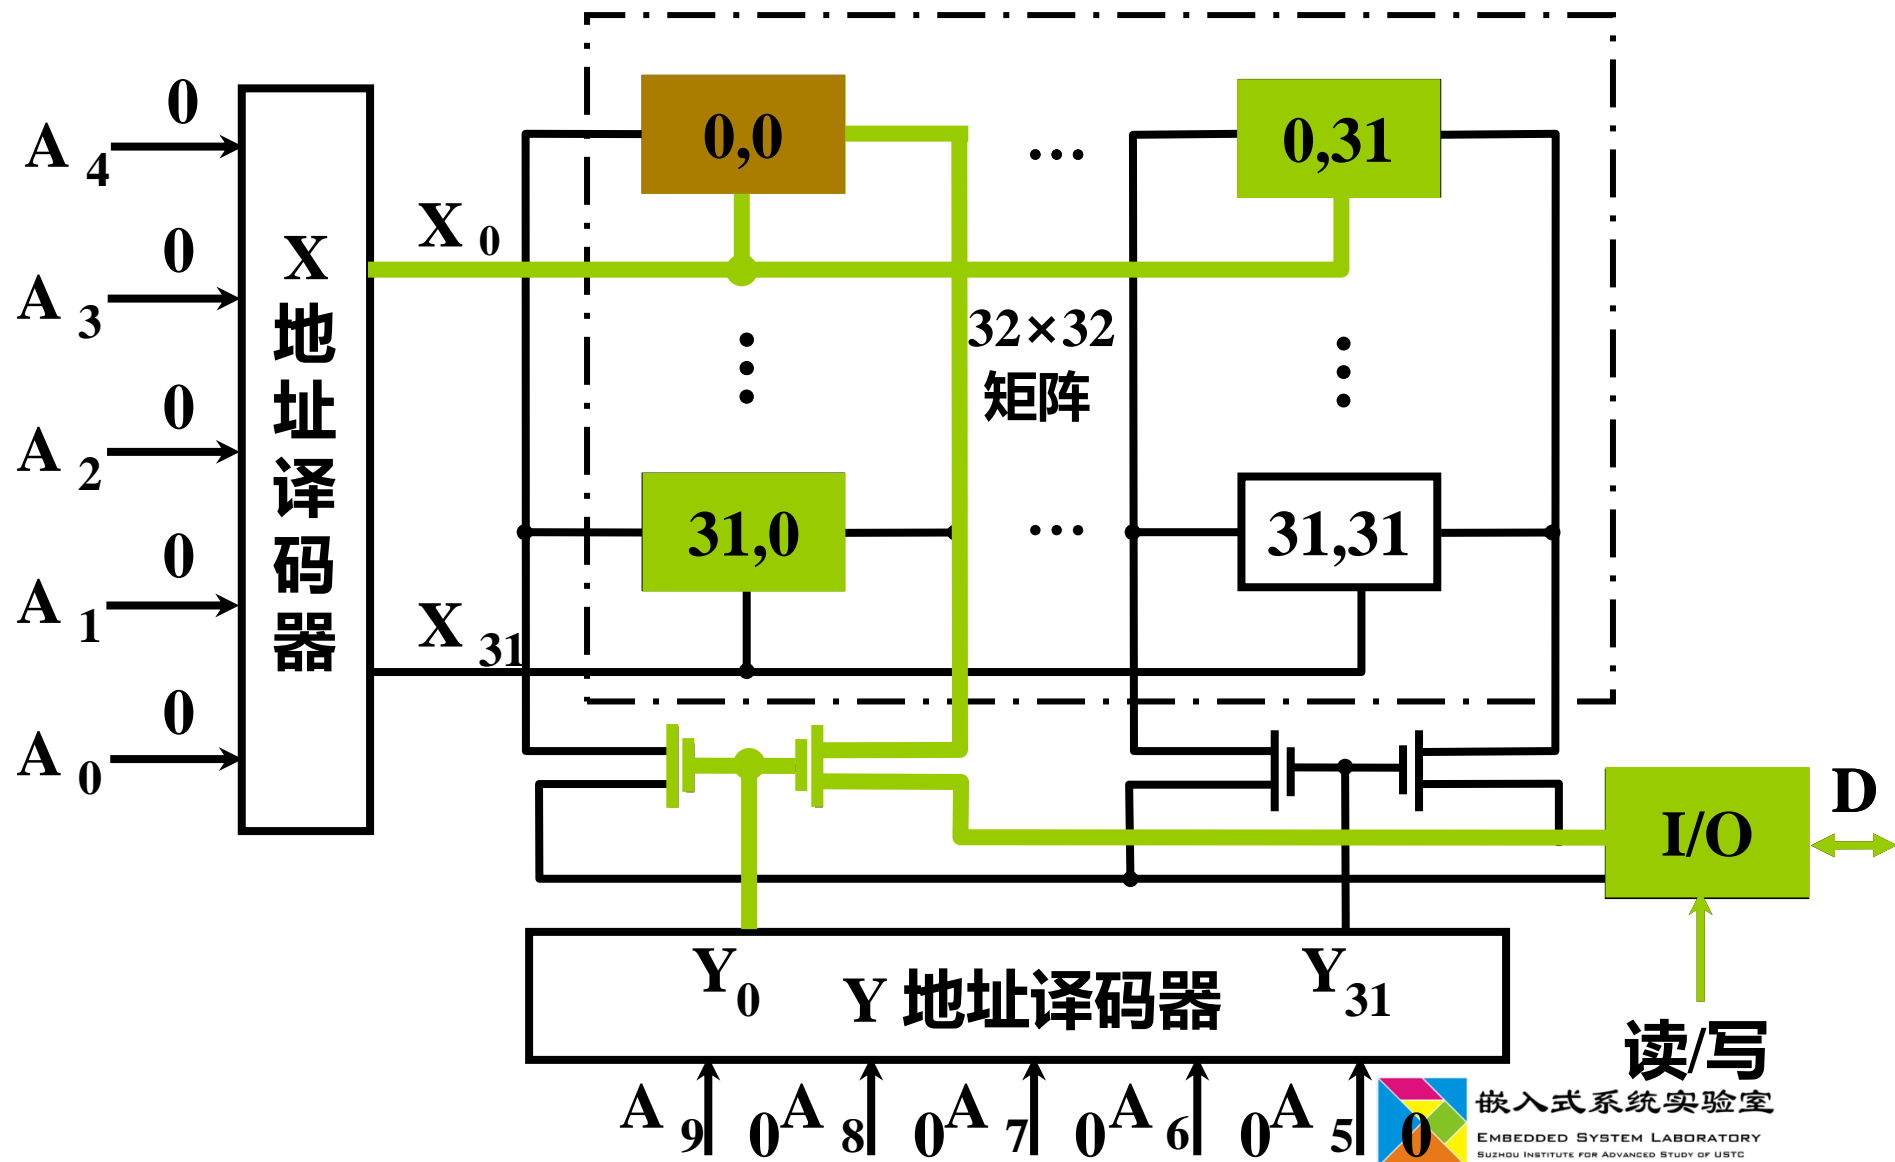 A4 0
A3 0
A2 0
A1 0
A0 0
X地址译码器
X0
X31
0,0
…
0,31
32×32
矩阵
31,0
…
31,31
I/O
D
读/写
Y0
Y 地址译码器
Y31
A9 0 A8 0 A7 0 A6 0 A5 0
嵌入式系统实验室
EMBEDDED SYSTEM LABORATORY
SUZHOU INSTITUTE FOR ADVANCED STUDY OF USTC